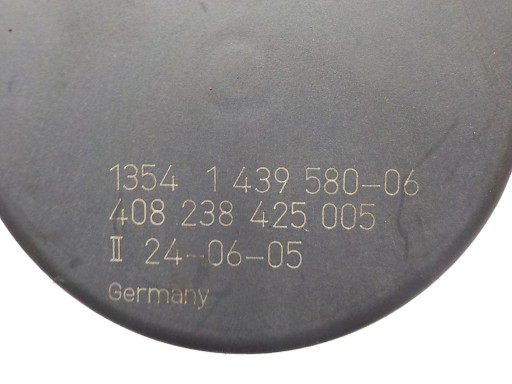 1354 1 439 580-06
408 238 425 005
II 24-06-05
Germany